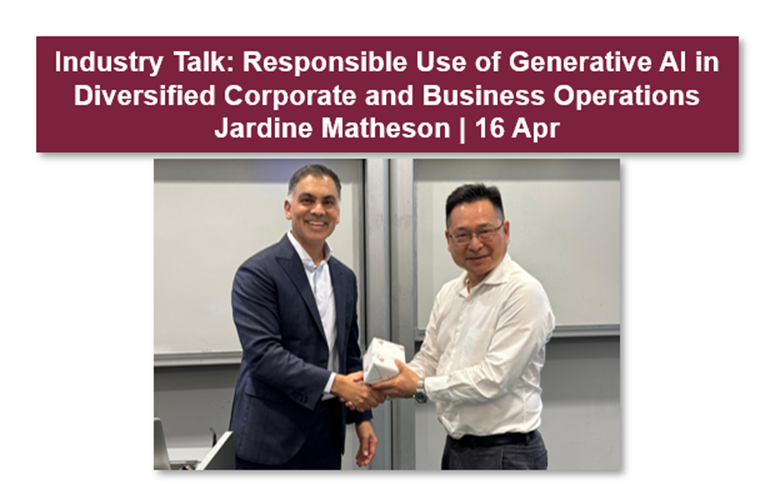 Industry Talk: Responsible Use of Generative AI in
Diversified Corporate and Business Operations
Jardine Matheson | 16 Apr